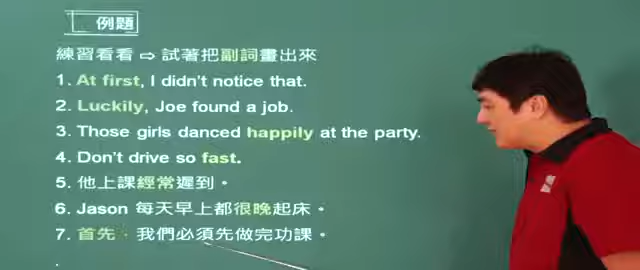 例題
練習看看 ⇨ 試著把副詞畫出來
1. At first, I didn't notice that.
2. Luckily, Joe found a job.
3. Those girls danced happily at the party.
4. Don't drive so fast.
5. 他上課經常遲到。
6. Jason 每天早上都很晚起床。
7. 首先，我們必須先做完功課。